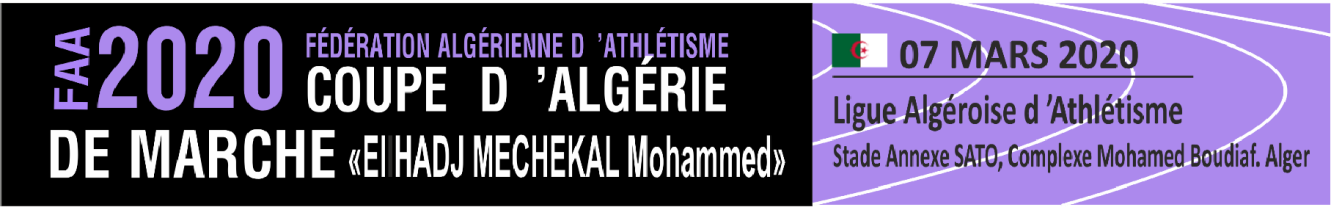 FAA 2020 FÉDÉRATION ALGÉRIENNE D ’ATHLÉTISME
COUPE D ’ALGÉRIE
DE MARCHE «El HADJ MECHEKAL Mohammed»
07 MARS 2020
Ligue Algéroise d ’Athlétisme
Stade Annexe SATO, Complexe Mohamed Boudiaf. Alger